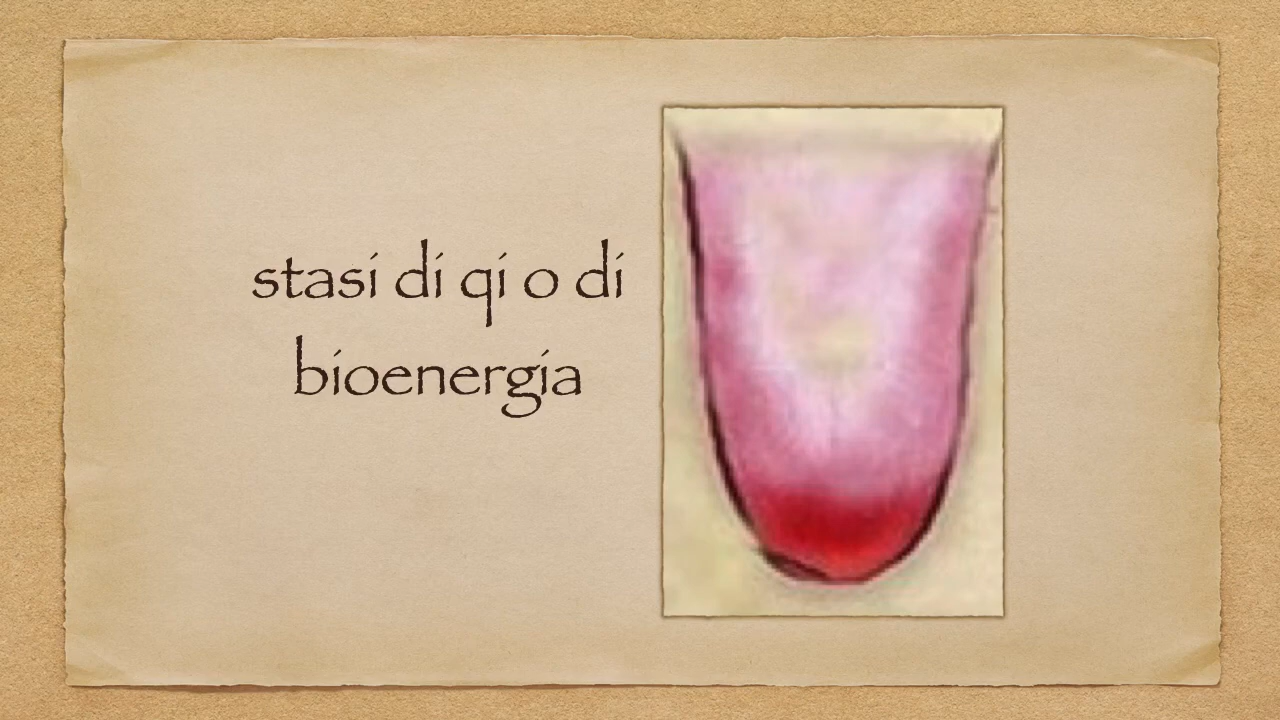 stasi di qi o di
bioenergia